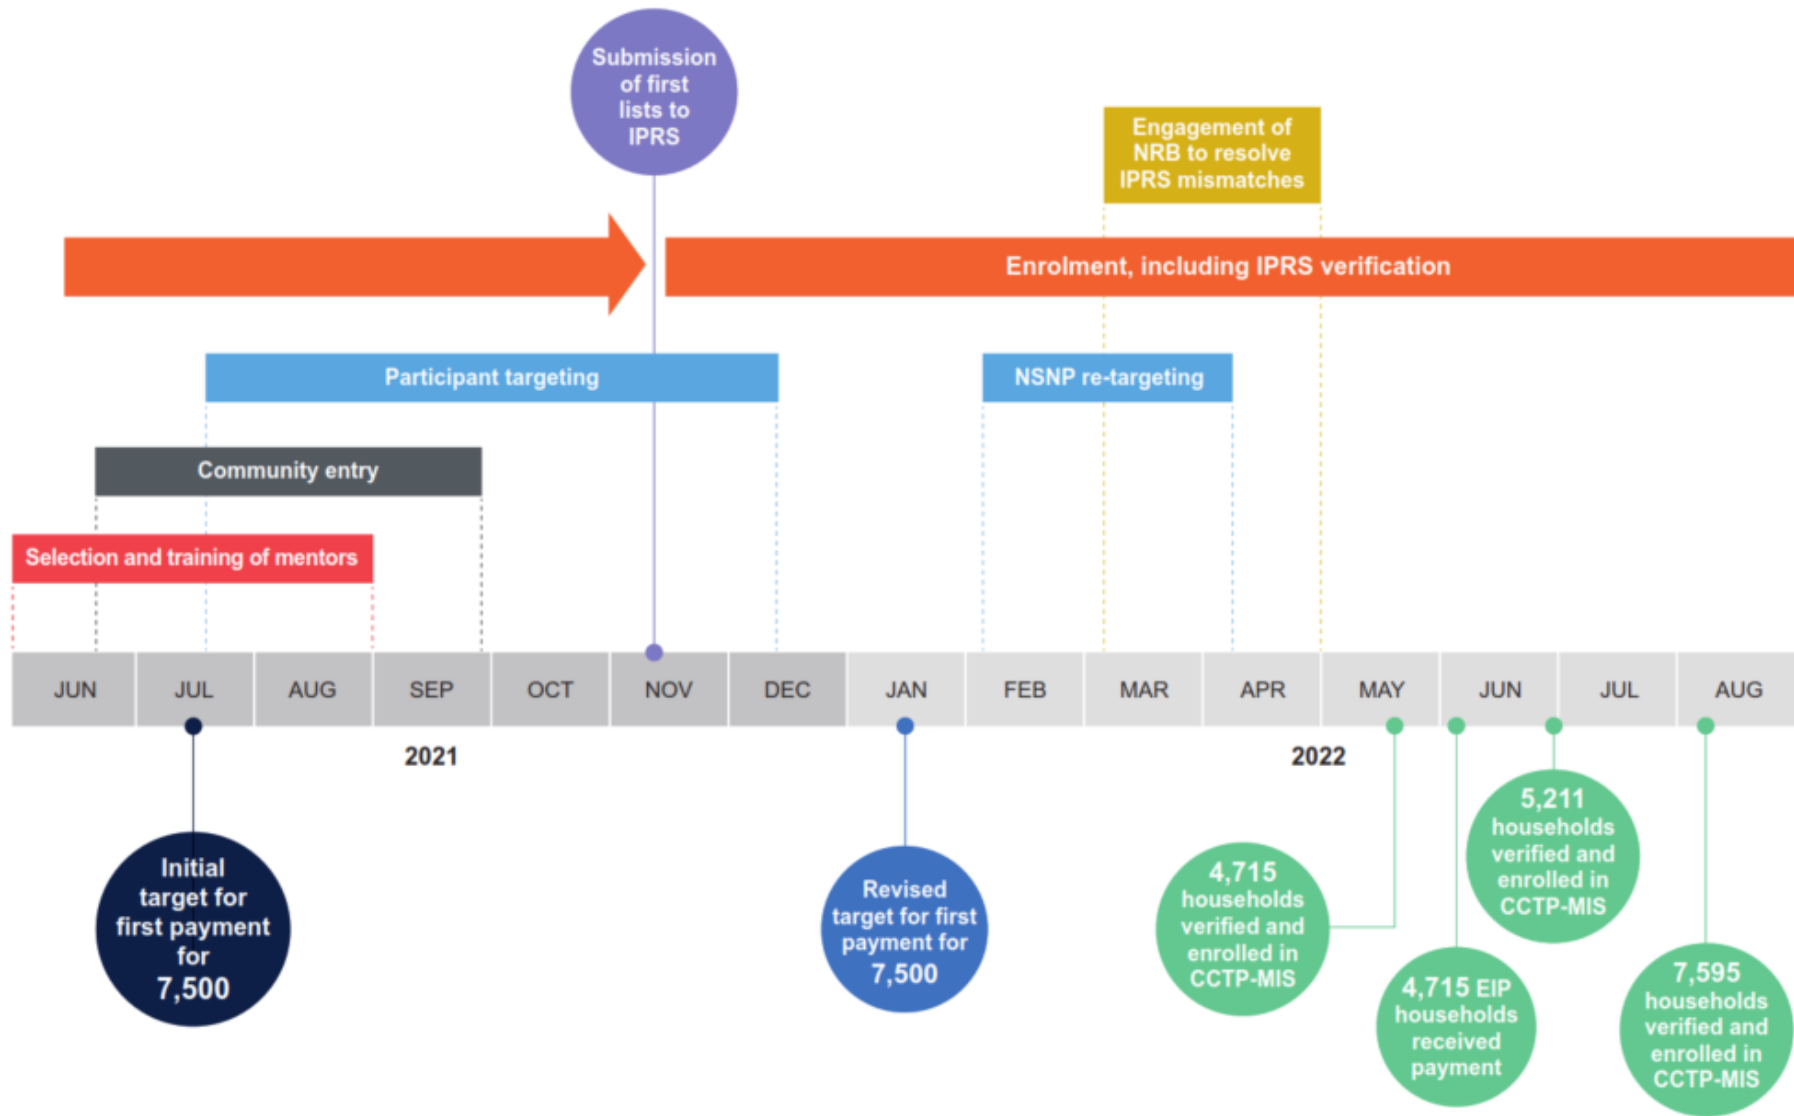 Submission
of first
lists to
IPRS
Engagement of
NRB to resolve
IPRS mismatches
Enrolment, including IPRS verification
Participant targeting
NSNP re-targeting
Community entry
Selection and training of mentors
JUN JUL AUG SEP OCT NOV DEC JAN FEB MAR APR MAY JUN JUL AUG
2021 2022
Initial
target for
first payment
for
7,500
Revised
target for first
payment for
7,500
4,715
households
verified and
enrolled in
CCTP-MIS
4,715 EIP
households
received
payment
5,211
households
verified and
enrolled in
CCTP-MIS
7,595
households
verified and
enrolled in
CCTP-MIS